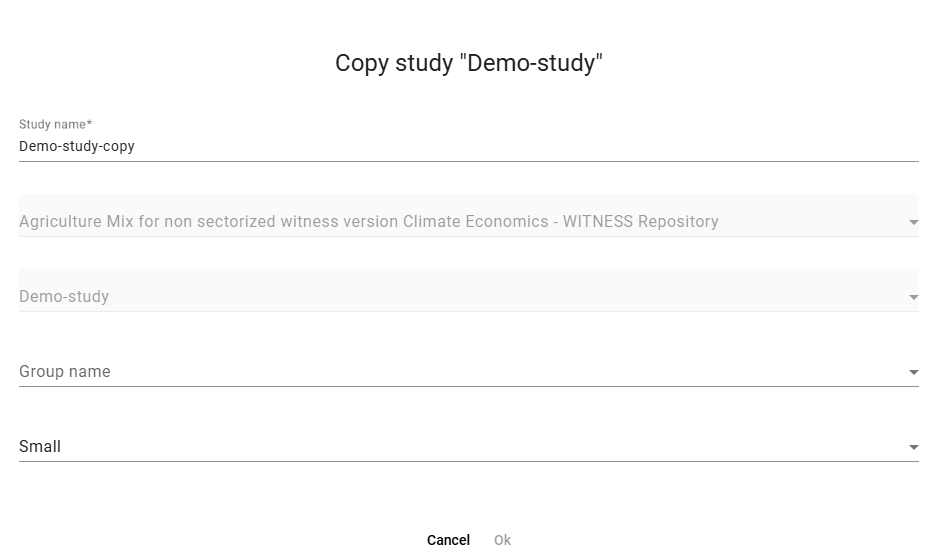 Copy study "Demo-study"
Study name*
Demo-study-copy
Agriculture Mix for non sectorized witness version Climate Economics - WITNESS Repository
Demo-study
Group name
Small
Cancel Ok